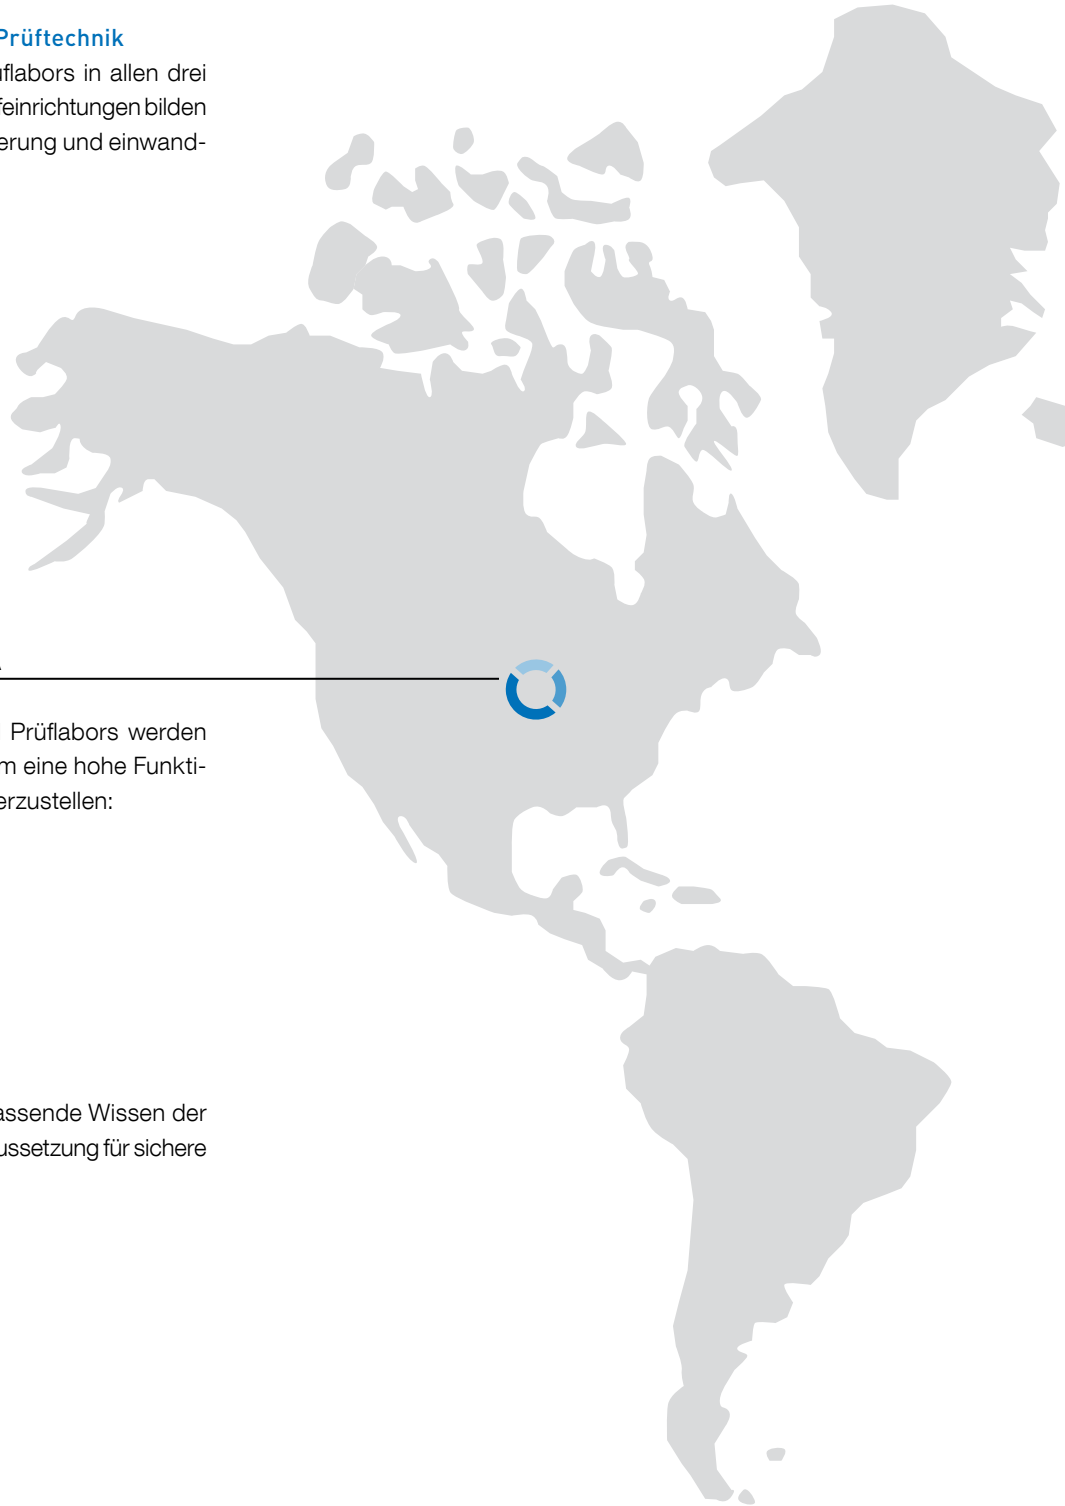 Prüftechnik
üflabors in allen drei
feinrichtungen bilden
erung und einwand-
Prüflabors werden
m eine hohe Funkti-
erzustellen:
assende Wissen der
ussetzung für sichere